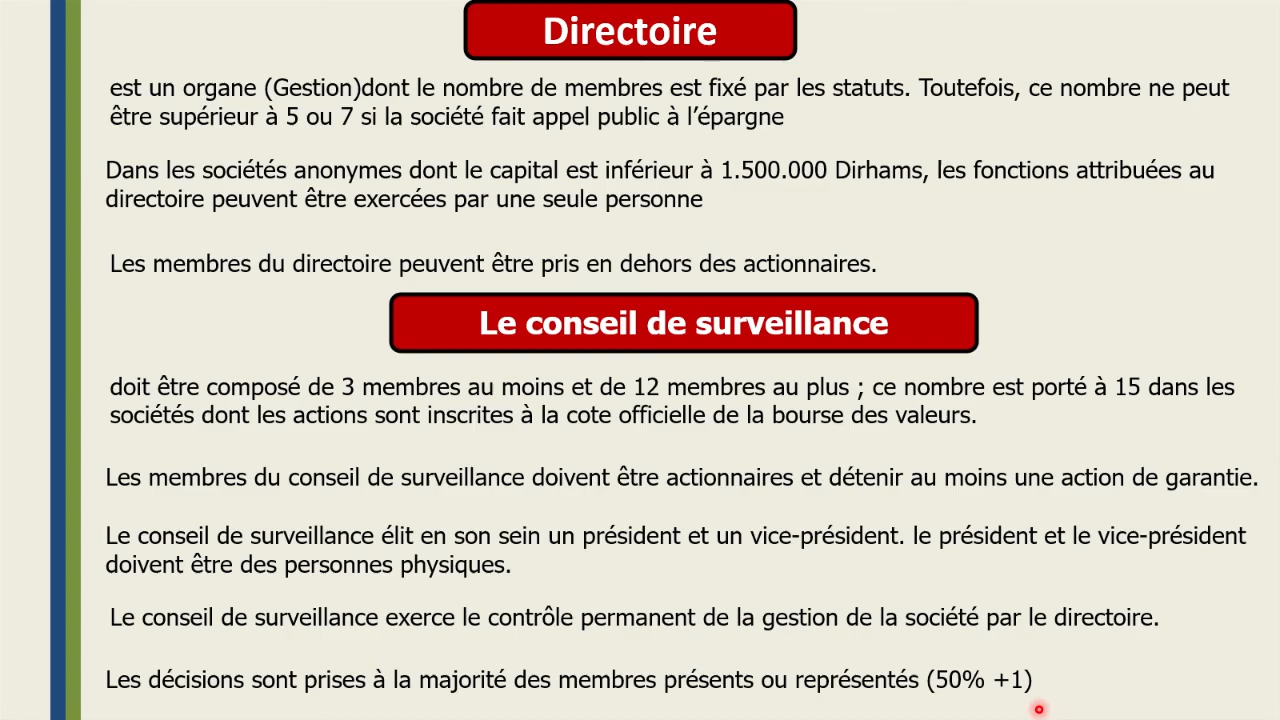 Directoire
est un organe (Gestion)dont le nombre de membres est fixé par les statuts. Toutefois, ce nombre ne peut
être supérieur à 5 ou 7 si la société fait appel public à l’épargne
Dans les sociétés anonymes dont le capital est inférieur à 1.500.000 Dirhams, les fonctions attribuées au
directoire peuvent être exercées par une seule personne
Les membres du directoire peuvent être pris en dehors des actionnaires.
Le conseil de surveillance
doit être composé de 3 membres au moins et de 12 membres au plus ; ce nombre est porté à 15 dans les
sociétés dont les actions sont inscrites à la cote officielle de la bourse des valeurs.
Les membres du conseil de surveillance doivent être actionnaires et détenir au moins une action de garantie.
Le conseil de surveillance élit en son sein un président et un vice-président. le président et le vice-président
doivent être des personnes physiques.
Le conseil de surveillance exerce le contrôle permanent de la gestion de la société par le directoire.
Les décisions sont prises à la majorité des membres présents ou représentés (50% +1)